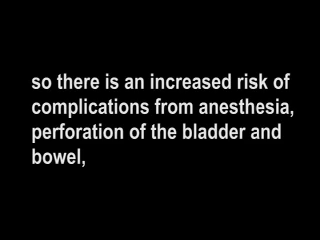 so there is an increased risk of
complications from anesthesia,
perforation of the bladder and
bowel,